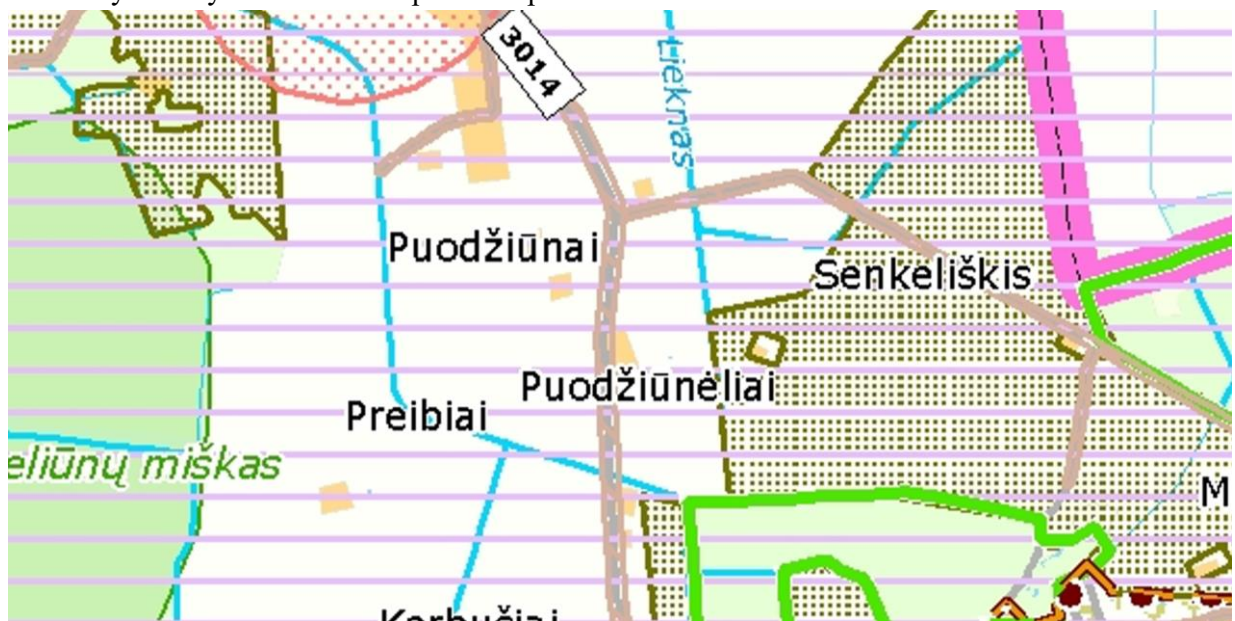 3014
Lieknas
Puodžiūnai
Senkeliškis
Puodžiūnėliai
Preibiai
eliūnų miškas
M